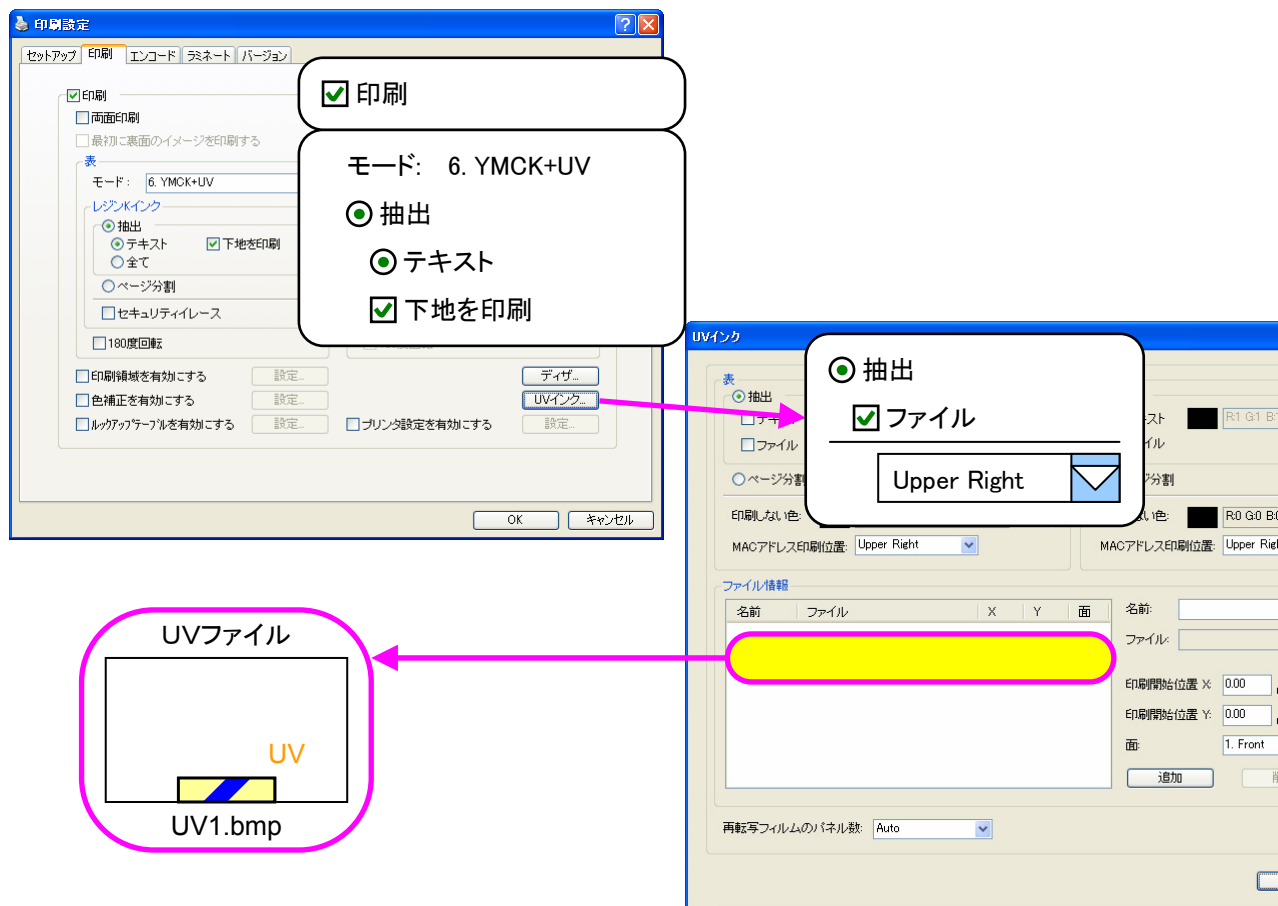 印刷設定
セットアップ 印刷 エンコード ラミネート バージョン
印刷
両面印刷
最初に裏面のイメージを印刷する
表
モード: 6. YMCK+UV
レジンKインク
抽出
テキスト 下地を印刷
全て
ページ分割
セキュリティイレース
180度回転
印刷領域を有効にする 設定... ディザ...
色補正を有効にする 設定... UVインク...
ルックアップテーブルを有効にする 設定... プリンタ設定を有効にする 設定...
OK キャンセル
印刷
モード: 6. YMCK+UV
抽出
テキスト
下地を印刷
UVインク
表
抽出
ファイル
ページ分割
印刷しない色: R:0 G:0
MACアドレス印刷位置: Upper Right MACアドレス印刷位置:
抽出
ファイル
Upper Right
R:1 G:1
ファイル情報
名前 ファイル X Y 面
名前:
ファイル:
印刷開始位置 X: 0.00
印刷開始位置 Y: 0.00
面: 1. Front
追加
再転写フィルムのパネル数: Auto
UVファイル
UV
UV1.bmp